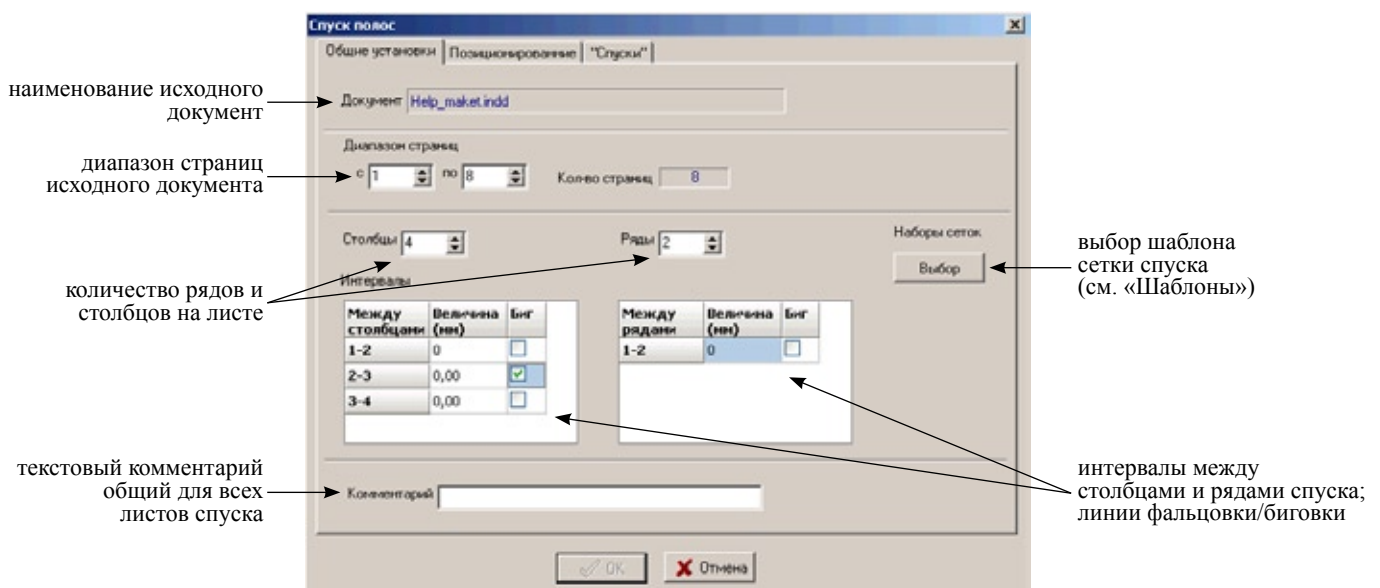 Спуск полос
Общие установки Позиционированние "Спуски"
наименование исходного
документ
Документ Help_maket.indd
Диапазон страниц
диапазон страниц
исходного документа
с 1 по 8 Кол-во страниц 8
Столбцы 4 Ряды 2 Наборы сеток
Выбор
выбор шаблона
сетки спуска
(см. «Шаблоны»)
Интервалы
количество рядов и
столбцов на листе
Между столбцами Величина (мм) Биг
1-2 0
2-3 0,00
3-4 0,00
Между рядами Величина (мм) Биг
1-2 0
текстовый комментарий
общий для всех
листов спуска
Комментарий
интервалы между
столбцами и рядами спуска;
линии фальцовки/биговки
OK Отмена